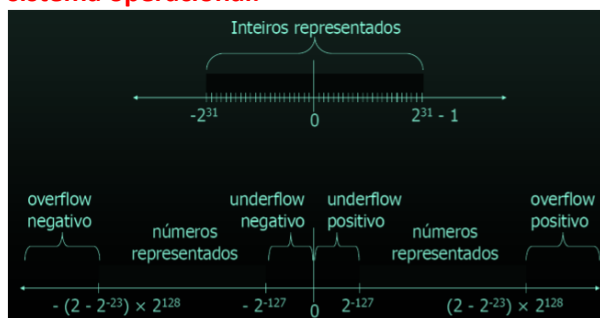 sistema operacional.
Inteiros representados
-2³¹ 0 2³¹ - 1
overflow negativo
underflow negativo
underflow positivo
overflow positivo
números representados
números representados
- (2 - 2⁻²³) × 2¹²⁸ - 2⁻¹²⁷ 0 2⁻¹²⁷ (2 - 2⁻²³) × 2¹²⁸